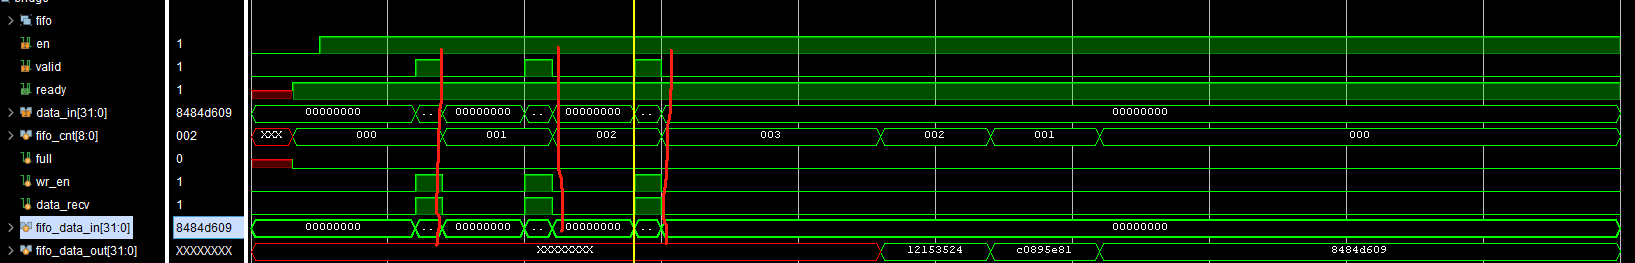 bridge
fifo
en 1
valid 1
ready 1
data_in[31:0] 8484d609 00000000 .. 00000000 .. 00000000 .. 00000000
fifo_cnt[8:0] 002 XXX 000 001 002 003 002 001 000
full 0
wr_en 1
data_recv 1
fifo_data_in[31:0] 8484d609 00000000 .. 00000000 .. 00000000 .. 00000000
fifo_data_out[31:0] XXXXXXXX XXXXXXXX 12153524 c0895e81 8484d609